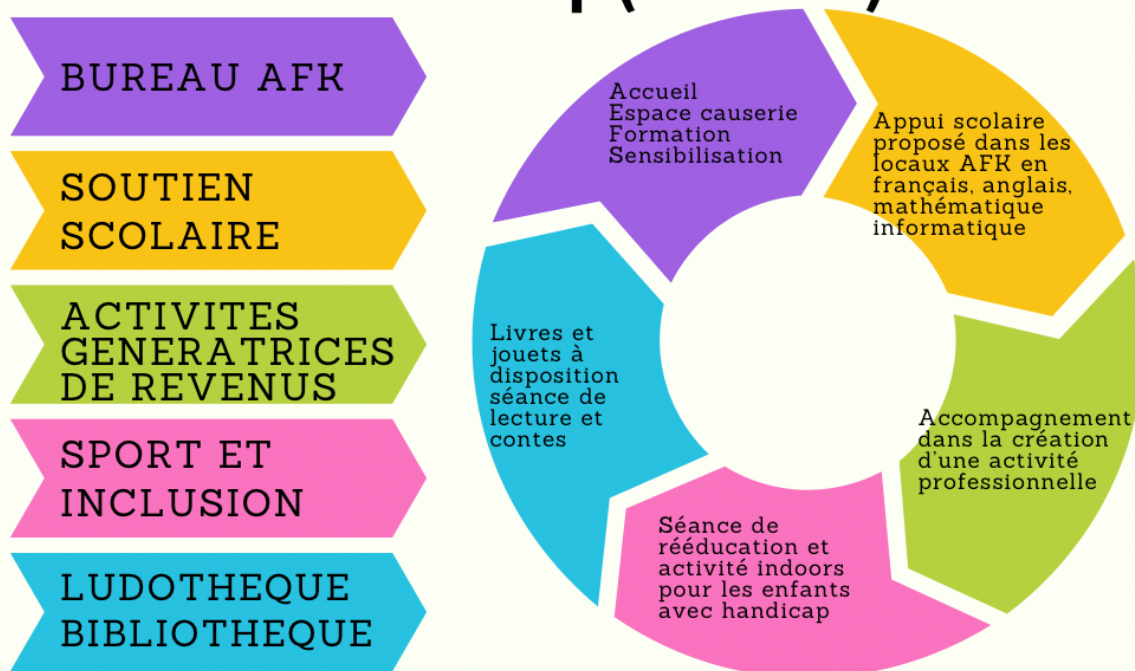 BUREAU AFK
SOUTIEN
SCOLAIRE
ACTIVITES
GENERATRICES
DE REVENUS
SPORT ET
INCLUSION
LUDOTHEQUE
BIBLIOTHEQUE
Accueil
Espace causerie
Formation
Sensibilisation
Appui scolaire
proposé dans les
locaux AFK en
français, anglais,
mathématique
informatique
Accompagnement
dans la création
d'une activité
professionnelle
Séance de
rééducation et
activité indoors
pour les enfants
avec handicap
Livres et
jouets à
disposition
séance de
lecture et
contes